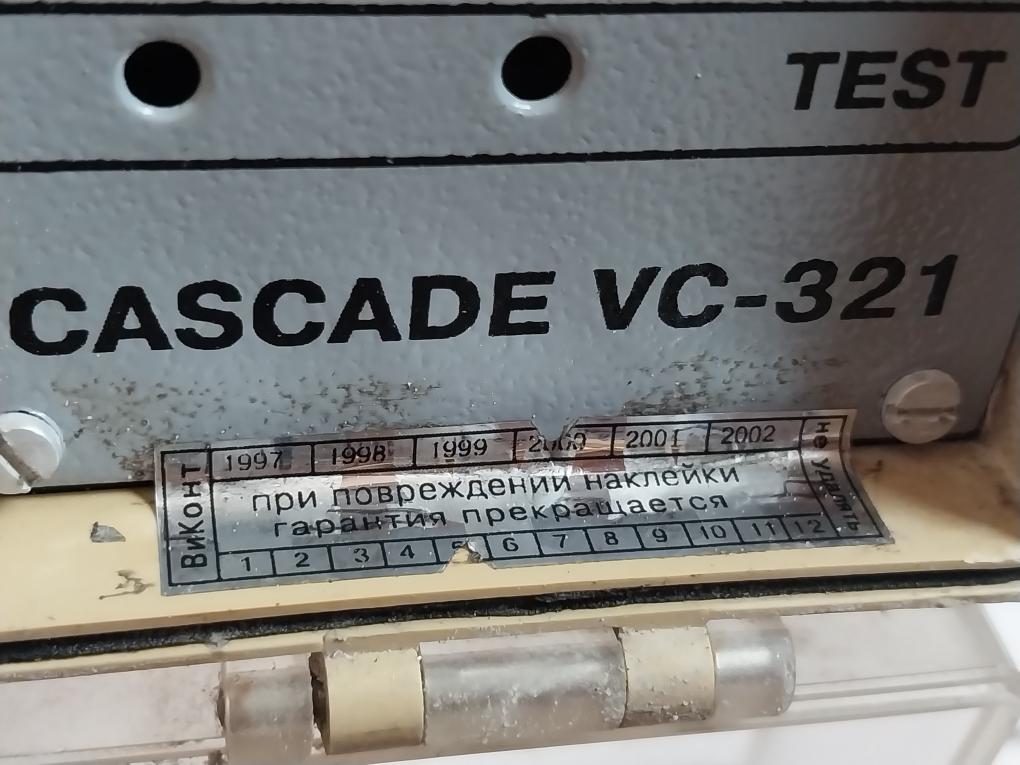 TEST
CASCADE VC-321
ВиКонт
1997 1998 1999 2000 2001 2002
при повреждении наклейки
гарантия прекращается
1 2 3 4 5 6 7 8 9 10 11 12
не удалять